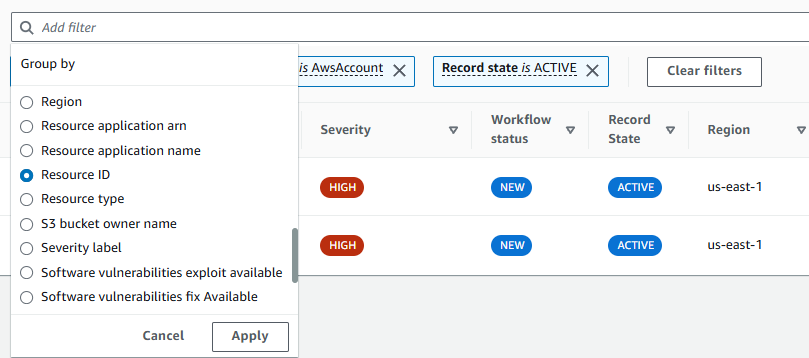 Add filter
Group by
is AwsAccount
Record state is ACTIVE
Clear filters
Region
Resource application arn
Resource application name
Resource ID
Resource type
S3 bucket owner name
Severity label
Software vulnerabilities exploit available
Software vulnerabilities fix Available
Cancel
Apply
Severity
Workflow
status
Record
State
Region
HIGH
NEW
ACTIVE
us-east-1
HIGH
NEW
ACTIVE
us-east-1